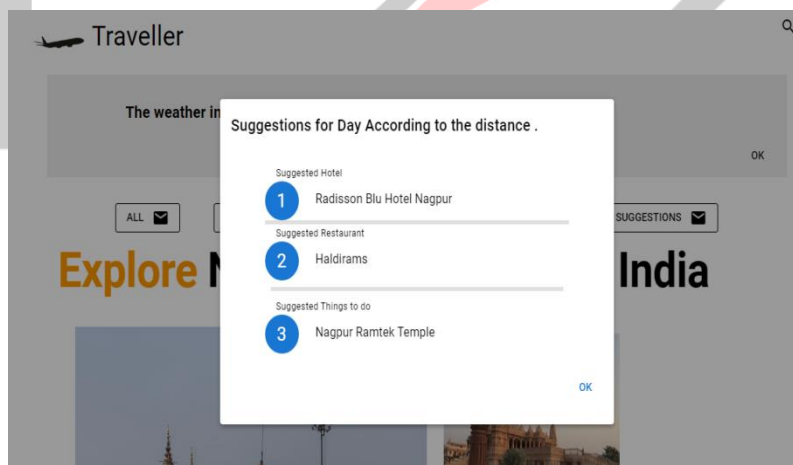 Traveller
The weather in
OK
Suggestions for Day According to the distance .
Suggested Hotel
1 Radisson Blu Hotel Nagpur
Suggested Restaurant
2 Haldirams
Suggested Things to do
3 Nagpur Ramtek Temple
OK
ALL
SUGGESTIONS
Explore India